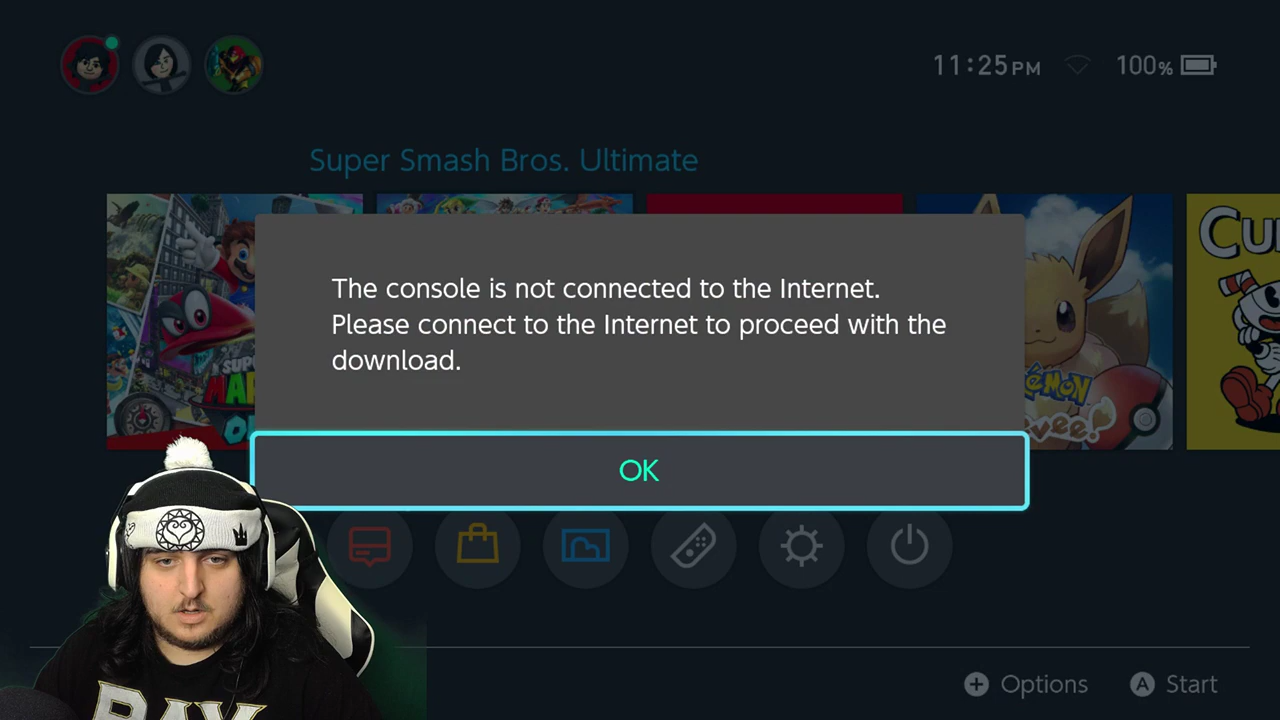 11:25PM
100%
Super Smash Bros. Ultimate
The console is not connected to the Internet.
Please connect to the Internet to proceed with the
download.
OK
Options
A Start